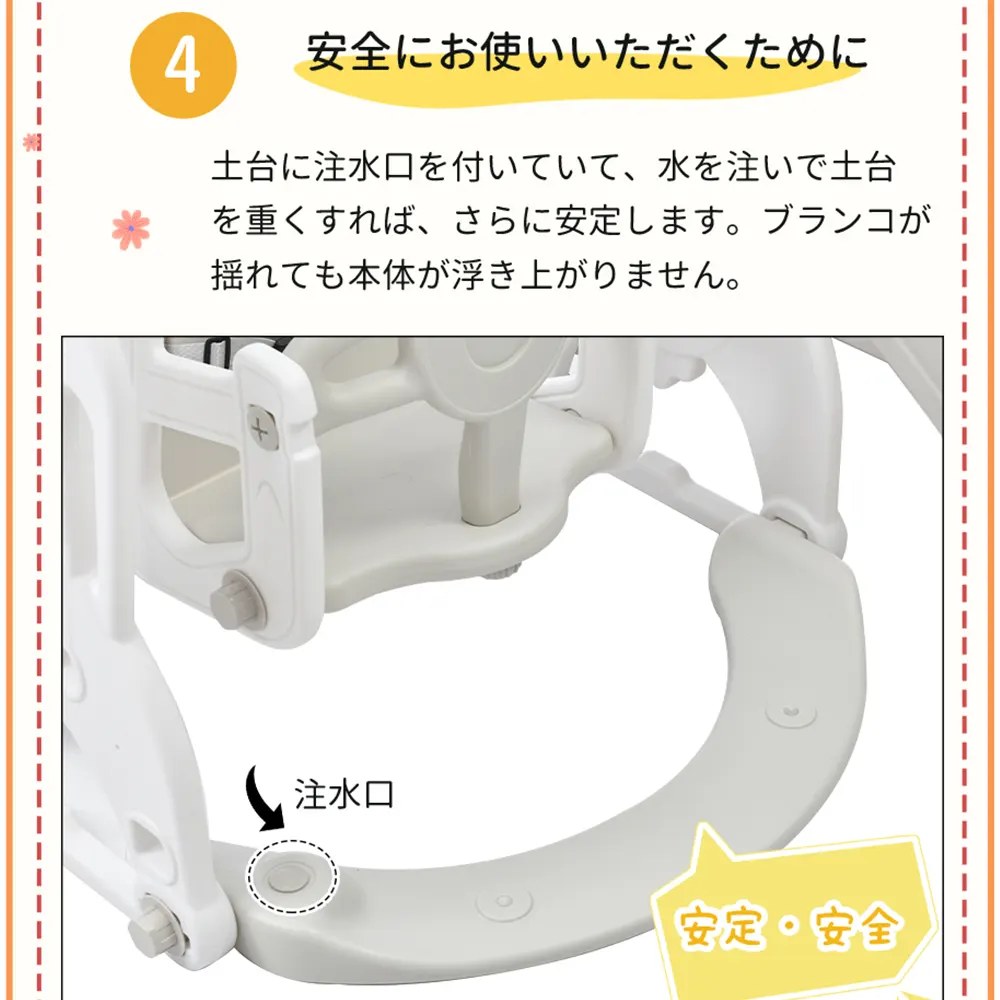 4
安全にお使いいただくために
土台に注水口を付いていて、水を注いで土台
を重くすれば、さらに安定します。ブランコが
揺れても本体が浮き上がりません。
注水口
安定・安全